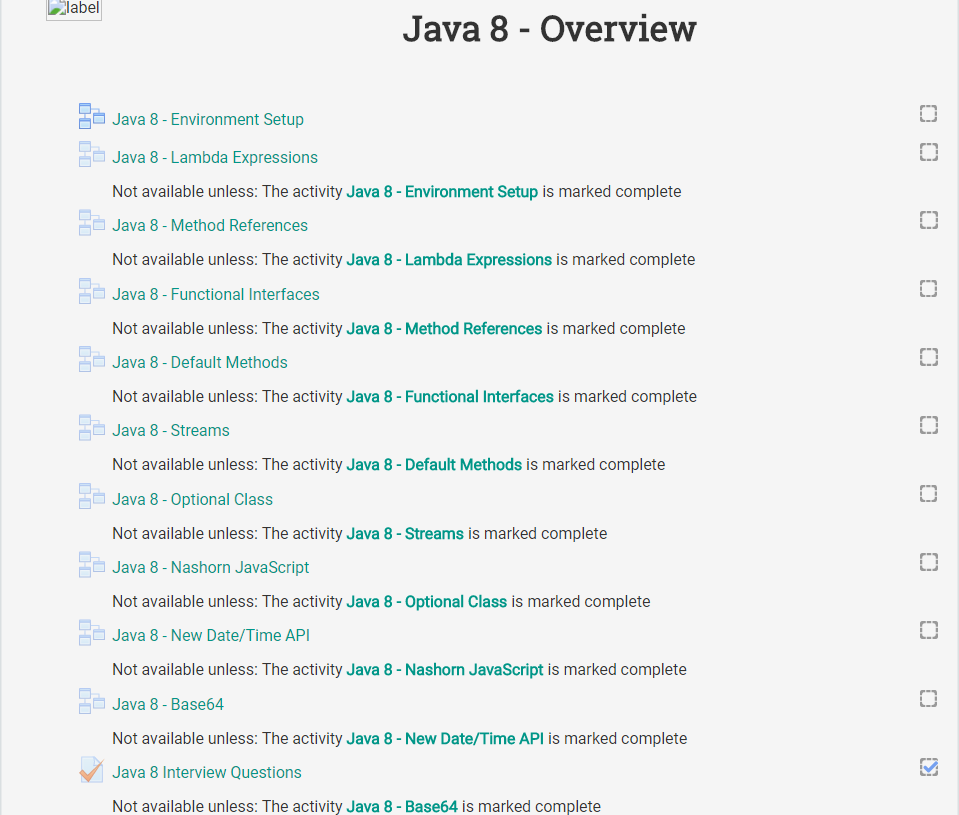 label
Java 8 - Overview
Java 8 - Environment Setup
Java 8 - Lambda Expressions
Not available unless: The activity Java 8 - Environment Setup is marked complete
Java 8 - Method References
Not available unless: The activity Java 8 - Lambda Expressions is marked complete
Java 8 - Functional Interfaces
Not available unless: The activity Java 8 - Method References is marked complete
Java 8 - Default Methods
Not available unless: The activity Java 8 - Functional Interfaces is marked complete
Java 8 - Streams
Not available unless: The activity Java 8 - Default Methods is marked complete
Java 8 - Optional Class
Not available unless: The activity Java 8 - Streams is marked complete
Java 8 - Nashorn JavaScript
Not available unless: The activity Java 8 - Optional Class is marked complete
Java 8 - New Date/Time API
Not available unless: The activity Java 8 - Nashorn JavaScript is marked complete
Java 8 - Base64
Not available unless: The activity Java 8 - New Date/Time API is marked complete
Java 8 Interview Questions
Not available unless: The activity Java 8 - Base64 is marked complete